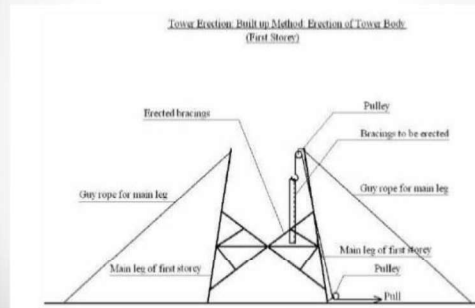 Tower Erection: Built up Method: Erection of Tower Body
(First Storey)
Pulley
Erected bracings
Bracings to be erected
Guy rope for main leg
Guy rope for main leg
Main leg of first storey
Main leg of first storey
Pulley
Pull